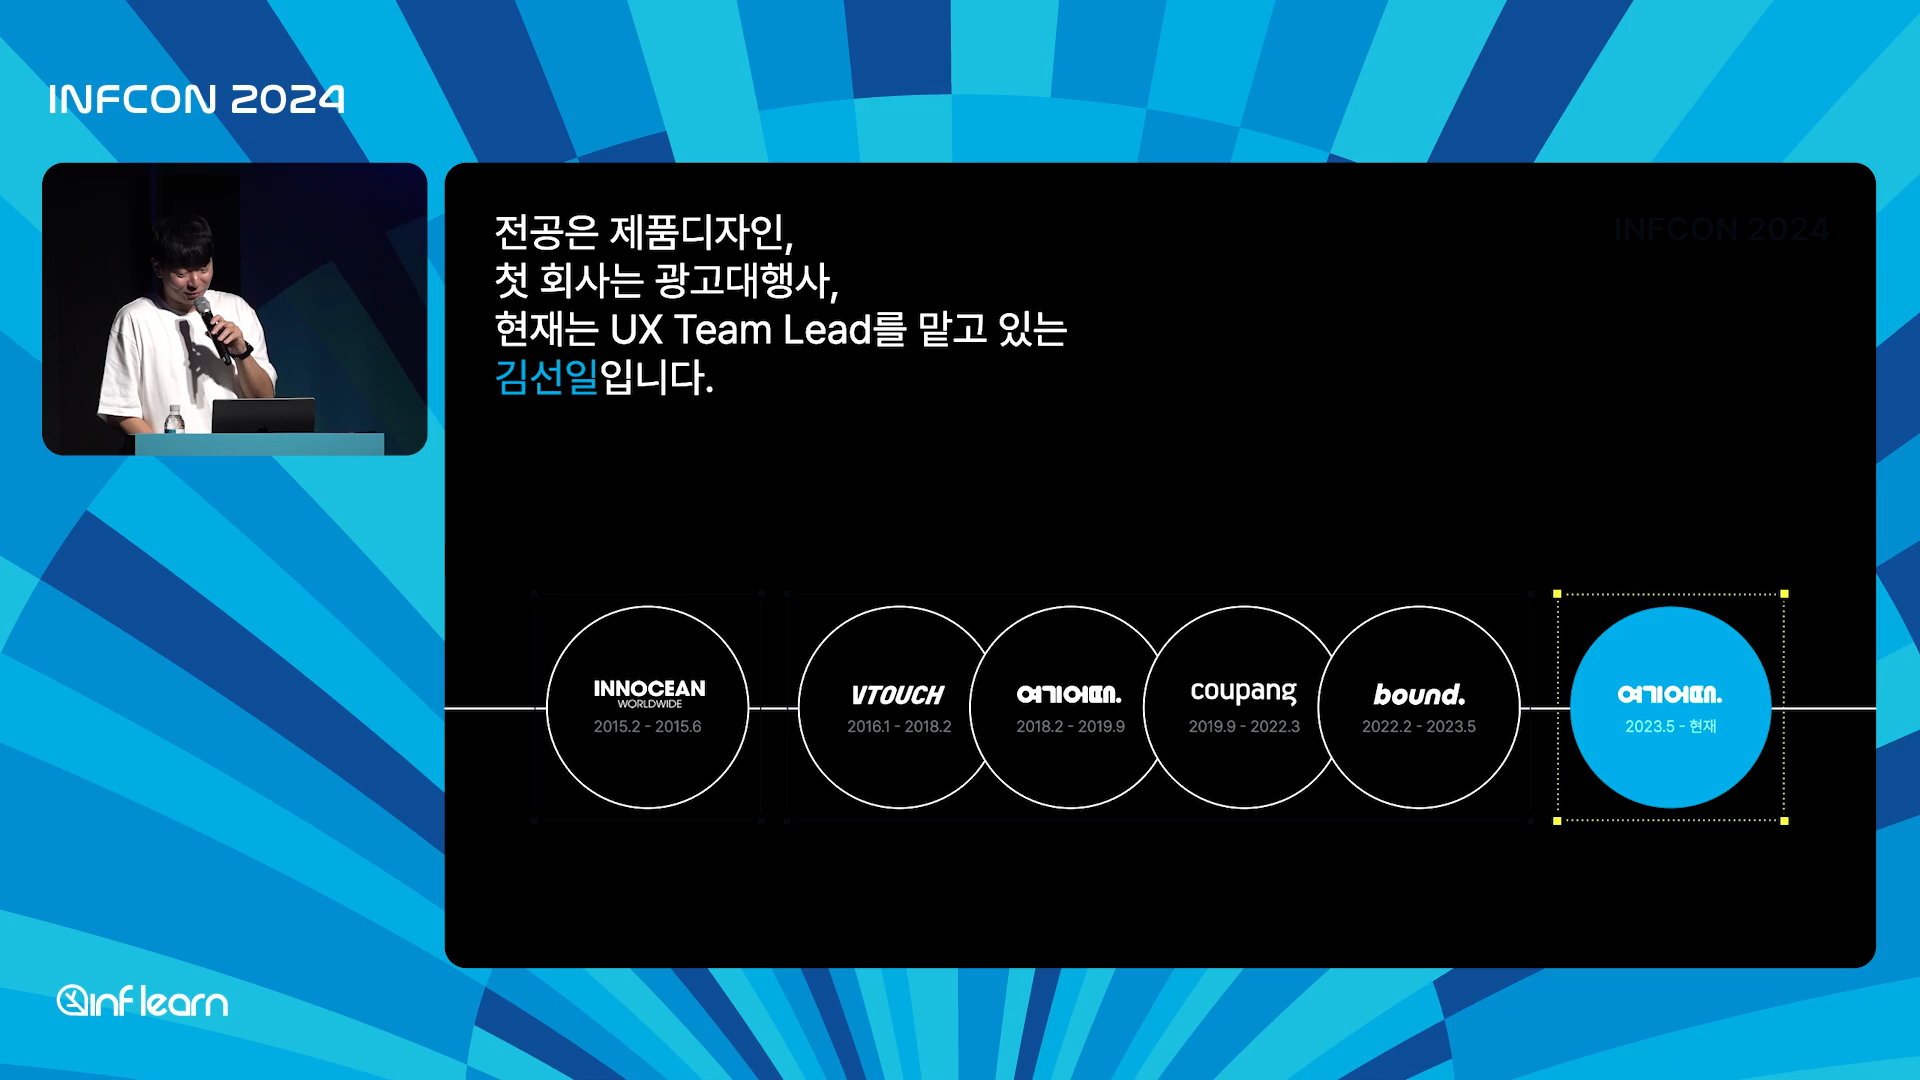 INFCON 2024
전공은 제품디자인,
첫 회사는 광고대행사,
현재는 UX Team Lead를 맡고 있는
김선일입니다.
INFCON 2024
INNOCEAN
WORLDWIDE
2015.2 - 2015.6
VTOUCH
2016.1 - 2018.2
여기어때.
2018.2 - 2019.9
coupang
2019.9 - 2022.3
bound.
2022.2 - 2023.5
여기어때.
2023.5 - 현재
inflearn